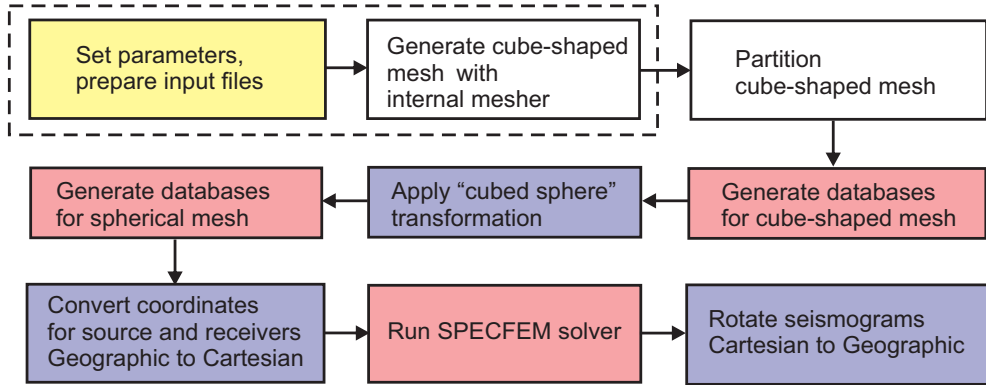 Set parameters,
prepare input files
Generate cube-shaped
mesh with
internal mesher
Partition
cube-shaped mesh
Generate databases
for cube-shaped mesh
Apply “cubed sphere”
transformation
Generate databases
for spherical mesh
Convert coordinates
for source and receivers
Geographic to Cartesian
Run SPECFEM solver
Rotate seismograms
Cartesian to Geographic